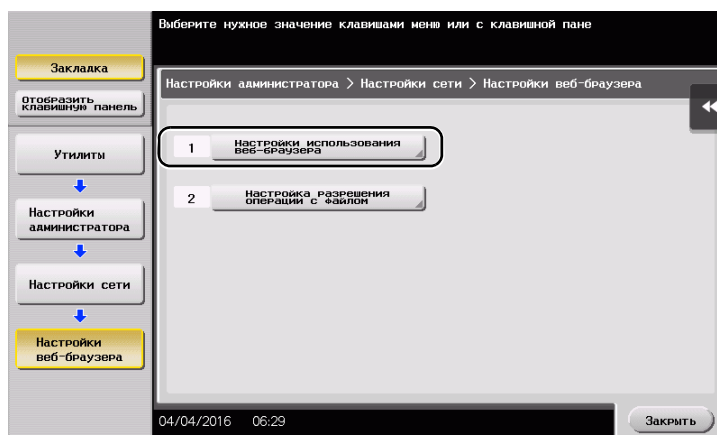 Выберите нужное значение клавишами меню или с клавишной пане
Закладка
Отобразить
клавишную панель
Утилиты
Настройки
администратора
Настройки сети
Настройки
веб-браузера
Настройки администратора > Настройки сети > Настройки веб-браузера
1 Настройки использования
веб-браузера
2 Настройка разрешения
операции с файлом
04/04/2016 06:29
Закрыть